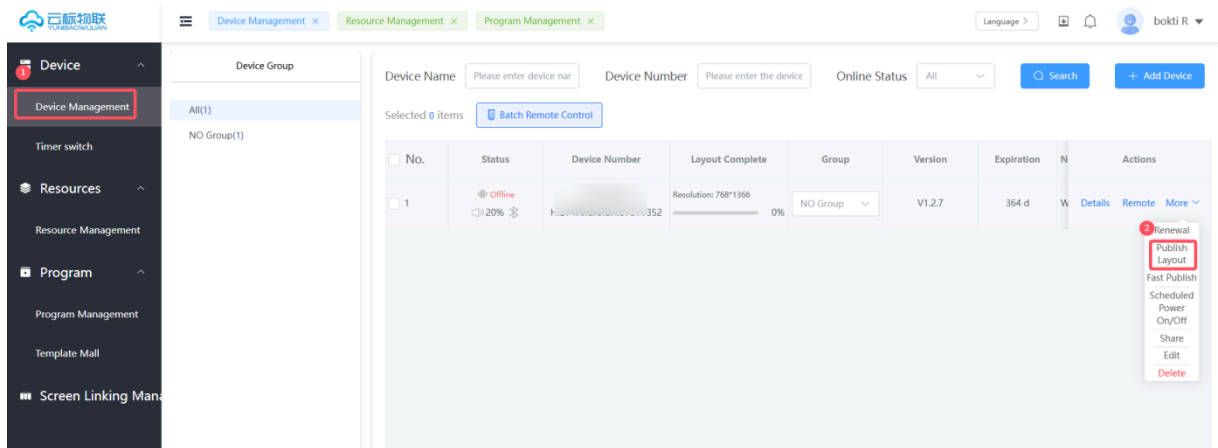 云标物联
YUNBIAOWULIAN
Device Management ×
Resource Management ×
Program Management ×
Language >
bokti R
1
Device
Device Management
Timer switch
Resources
Resource Management
Program
Program Management
Template Mall
Screen Linking Mana
Device Group
All(1)
NO Group(1)
Device Name Please enter device nar Device Number Please enter the device Online Status All Search + Add Device
Selected 0 items Batch Remote Control
No. Status Device Number Layout Complete Group Version Expiration N Actions
1 Offline 20% 352 Resolution: 768*1366 0% NO Group V1.2.7 364 d W Details Remote More
2
Renewal
Publish
Layout
Fast Publish
Scheduled
Power
On/Off
Share
Edit
Delete